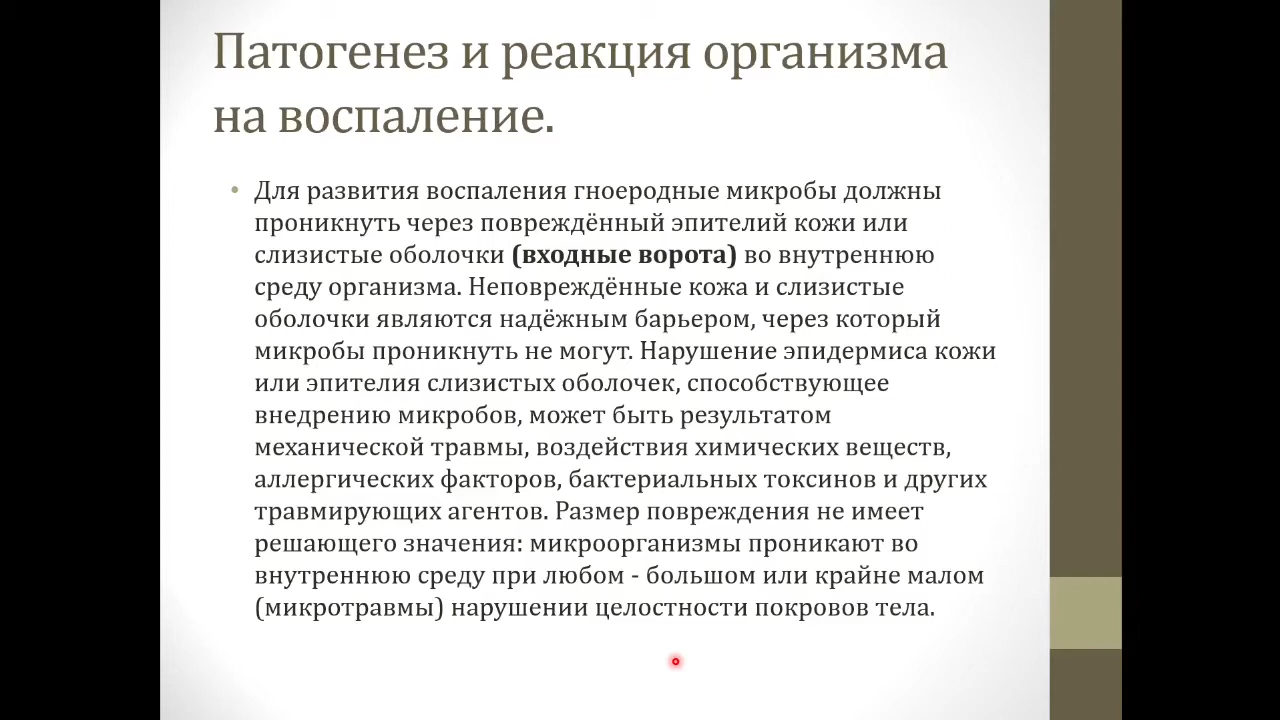 Патогенез и реакция организма
на воспаление.
• Для развития воспаления гноеродные микробы должны
проникнуть через повреждённый эпителий кожи или
слизистые оболочки (входные ворота) во внутреннюю
среду организма. Неповреждённые кожа и слизистые
оболочки являются надёжным барьером, через который
микробы проникнуть не могут. Нарушение эпидермиса кожи
или эпителия слизистых оболочек, способствующее
внедрению микробов, может быть результатом
механической травмы, воздействия химических веществ,
аллергических факторов, бактериальных токсинов и других
травмирующих агентов. Размер повреждения не имеет
решающего значения: микроорганизмы проникают во
внутреннюю среду при любом - большом или крайне малом
(микротравмы) нарушении целостности покровов тела.